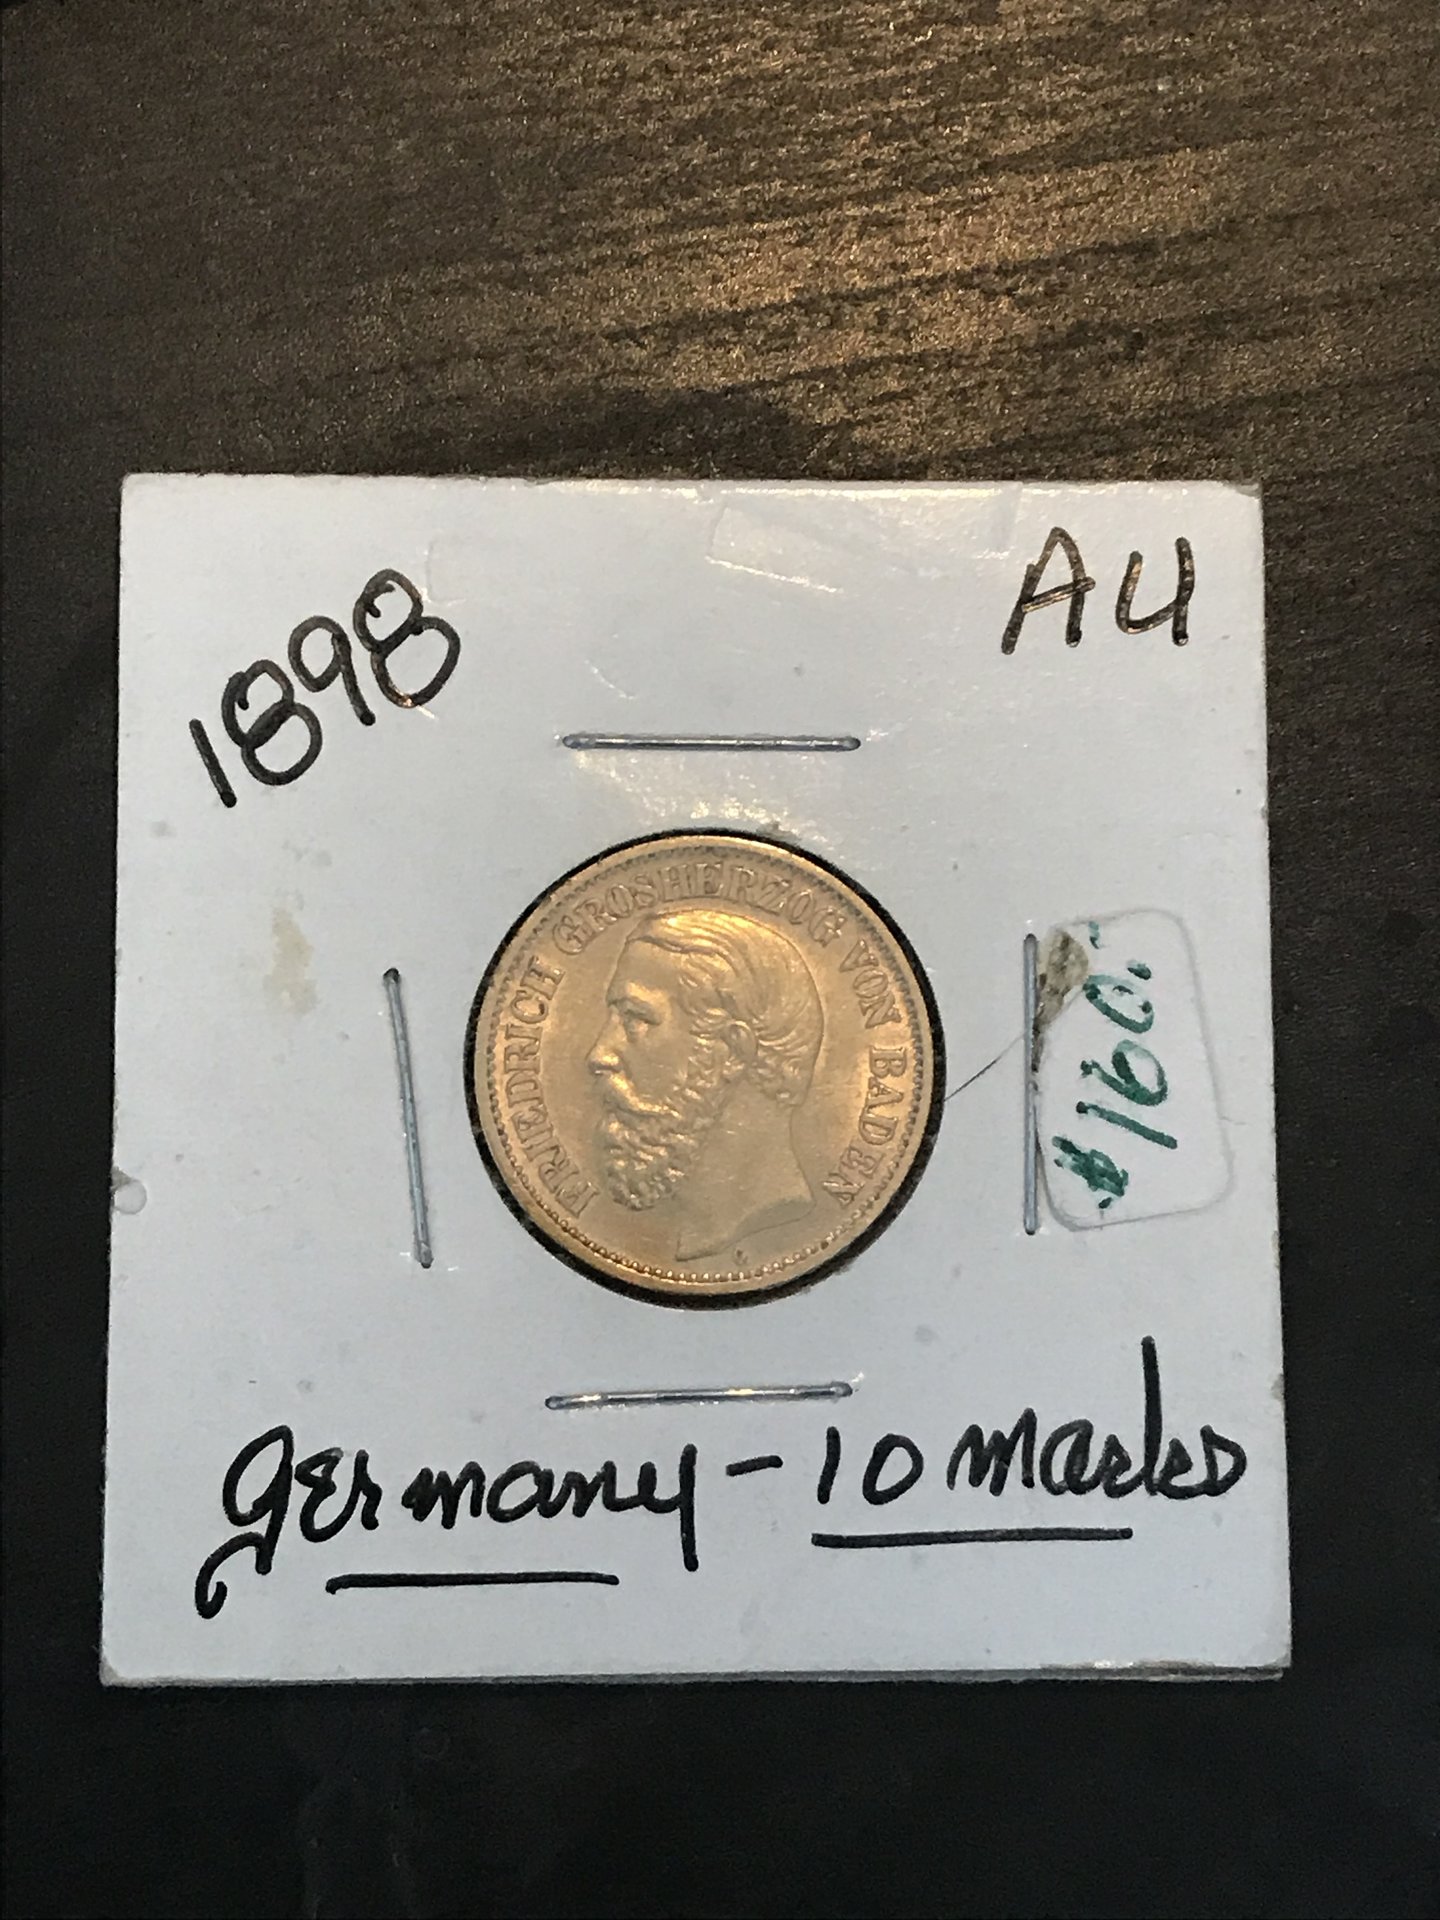 1898
AU
FRIEDRICH GROSHERZOG VON BADEN
G
$160.-
Germany - 10 Marks